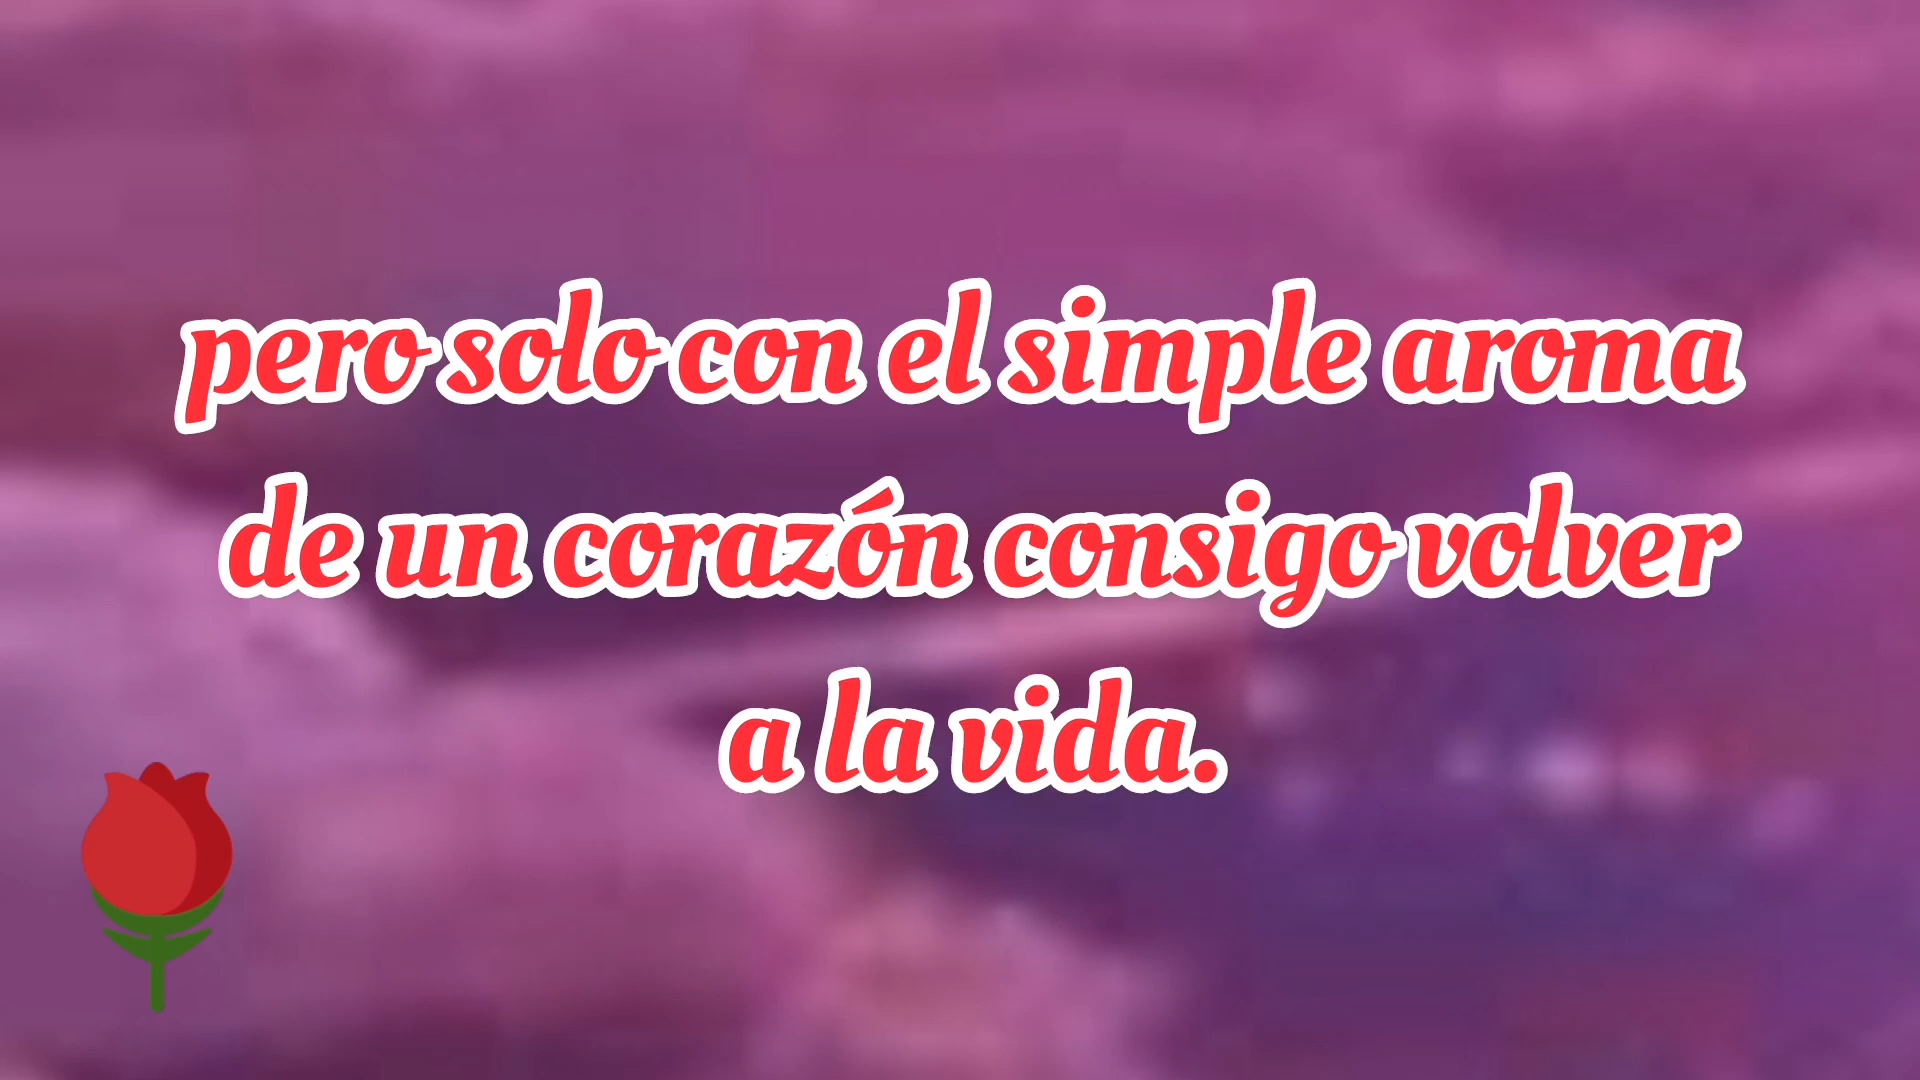 pero solo con el simple aroma
de un corazón consigo volver
a la vida.